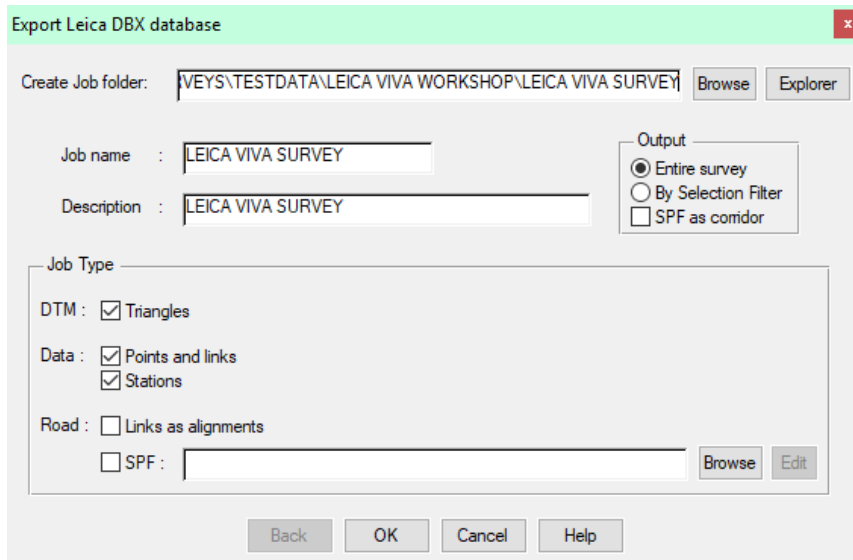 Export Leica DBX database
x
Create Job folder: VEYS\TESTDATA\LEICA VIVA WORKSHOP\LEICA VIVA SURVEY Browse Explorer
Job name : LEICA VIVA SURVEY
Description : LEICA VIVA SURVEY
Output
Entire survey
By Selection Filter
SPF as corridor
Job Type
DTM : Triangles
Data : Points and links
Stations
Road : Links as alignments
SPF : Browse Edit
Back OK Cancel Help